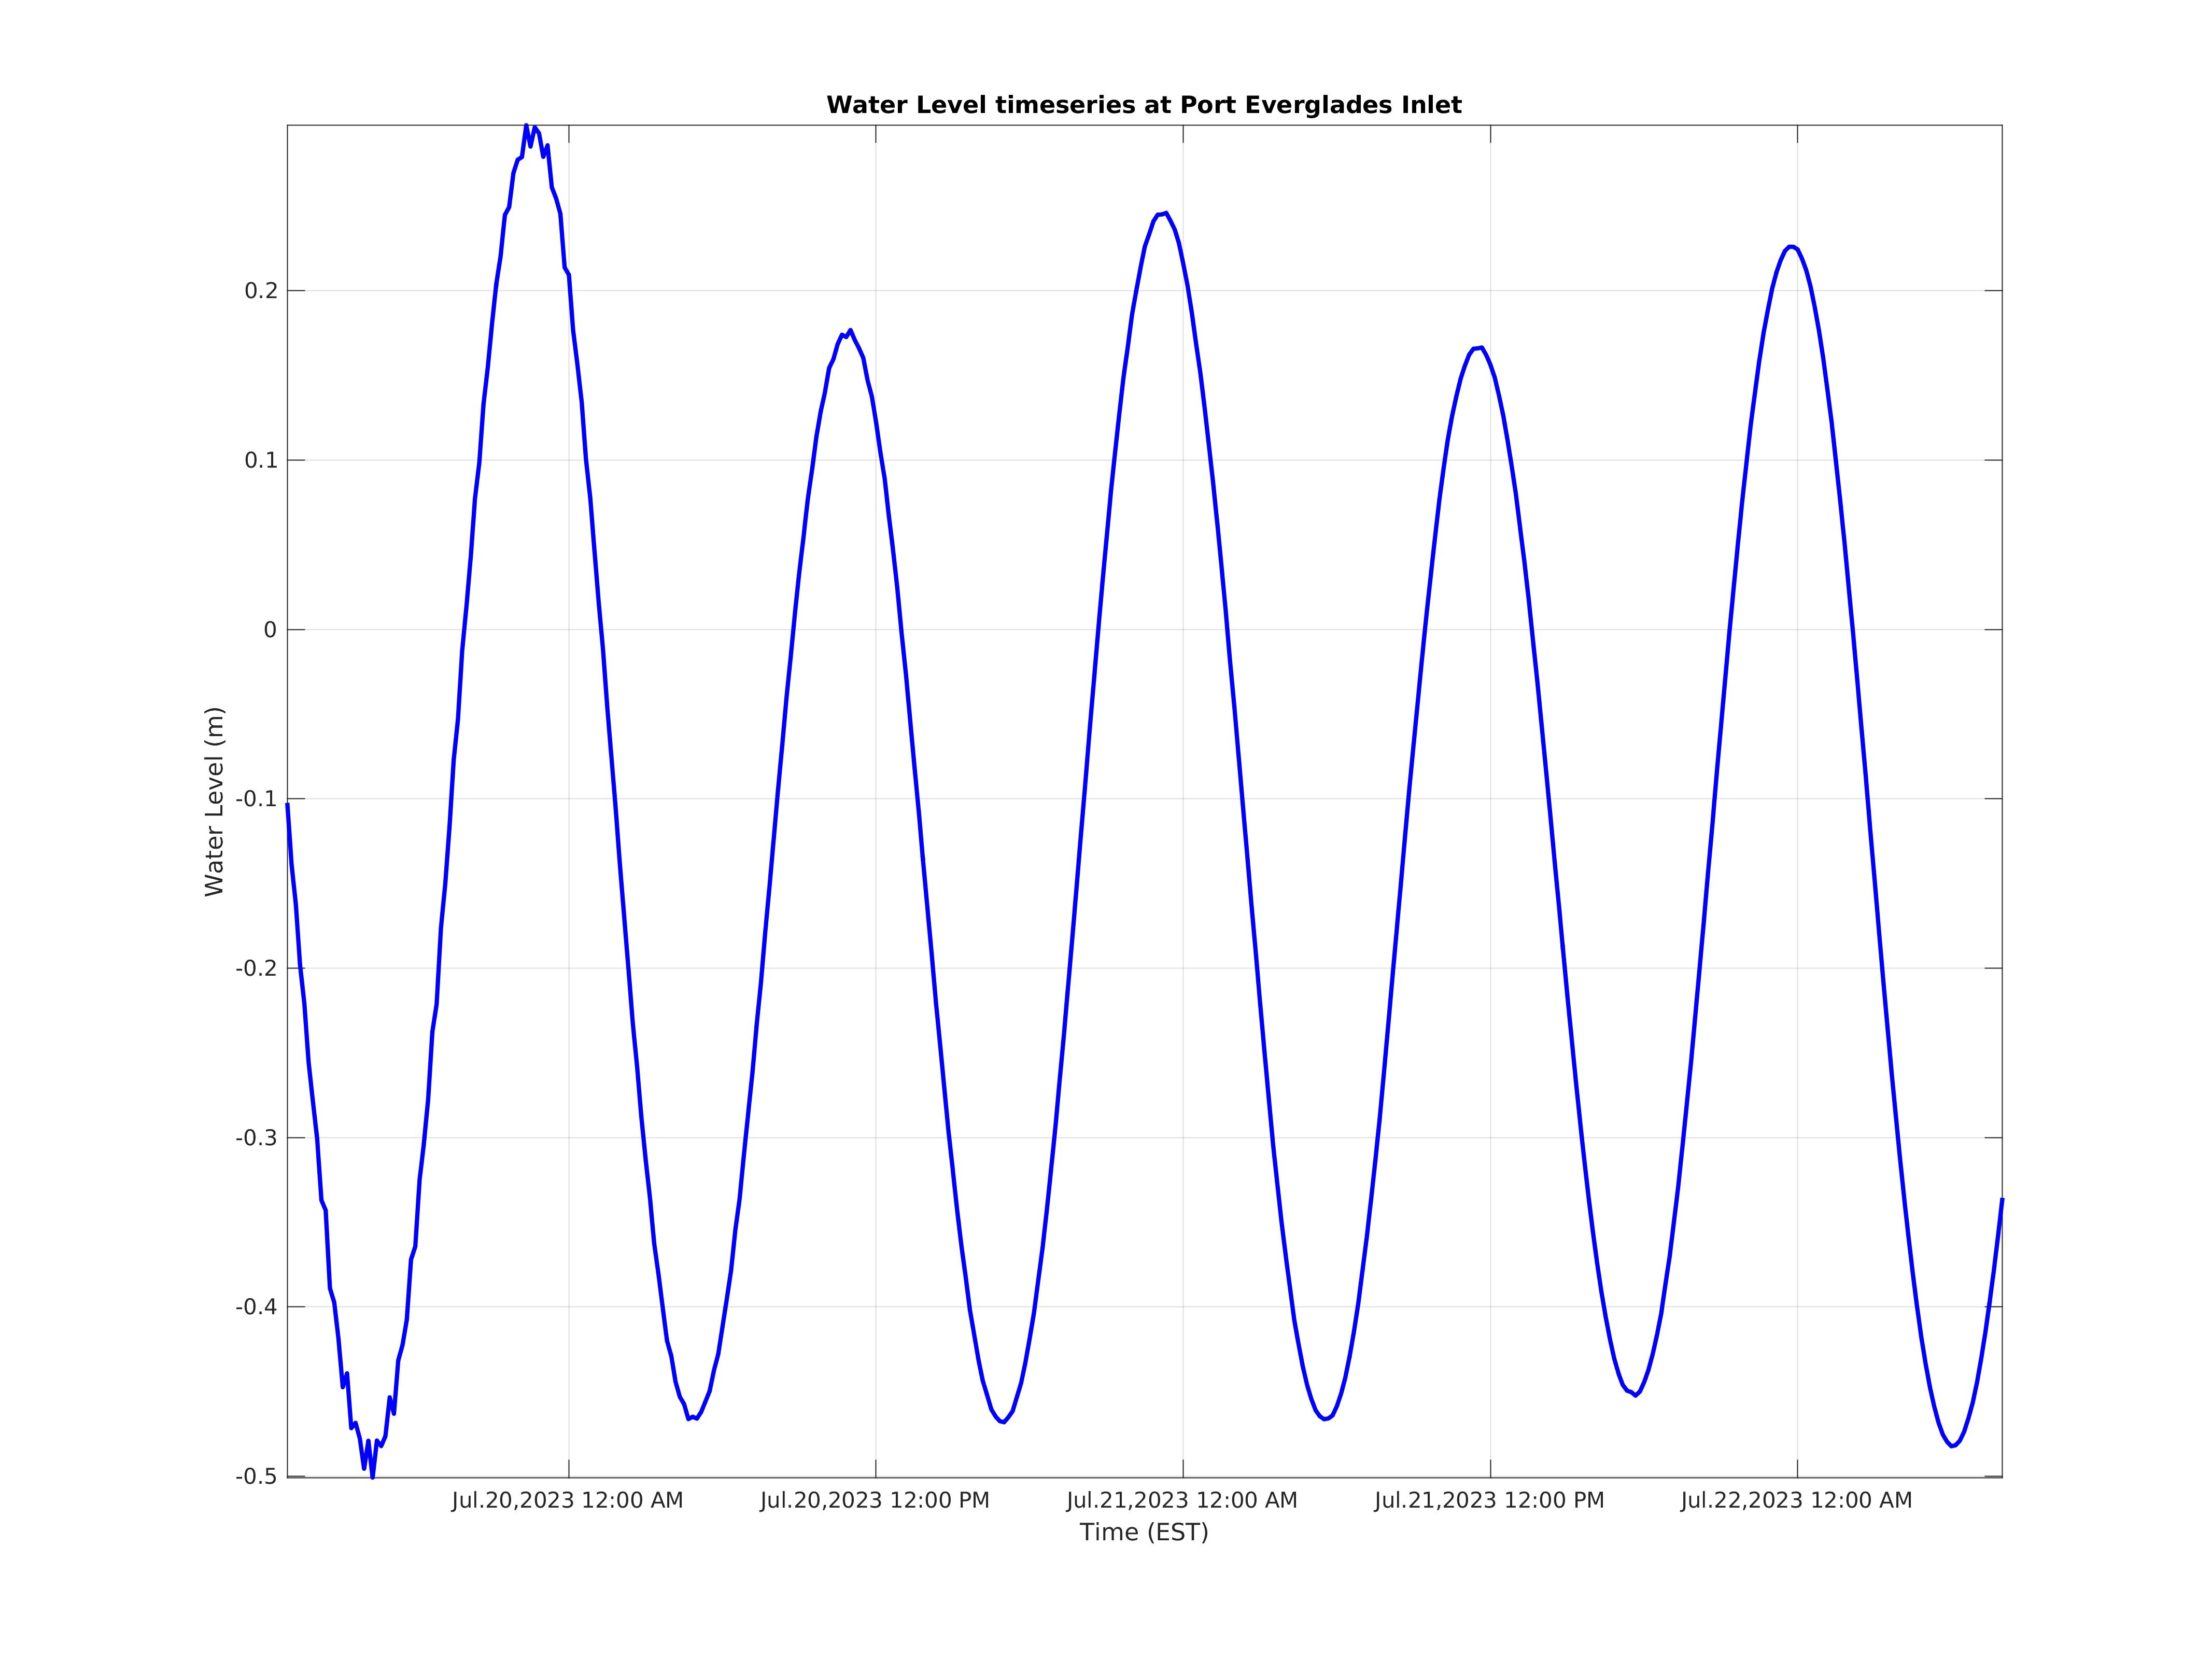 Water Level timeseries at Port Everglades Inlet
0.2
0.1
0
-0.1
-0.2
-0.3
-0.4
-0.5
Water Level (m)
Jul.20,2023 12:00 AM
Jul.20,2023 12:00 PM
Jul.21,2023 12:00 AM
Jul.21,2023 12:00 PM
Jul.22,2023 12:00 AM
Time (EST)